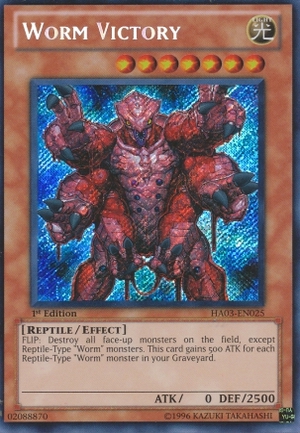 WORM VICTORY
光
1st Edition
HA03-EN025
[REPTILE / EFFECT]
FLIP: Destroy all face-up monsters on the field, except
Reptile-Type "Worm" monsters. This card gains 500 ATK for each
Reptile-Type "Worm" monster in your Graveyard.
ATK/ 0 DEF/2500
02088870
©1996 KAZUKI TAKAHASHI